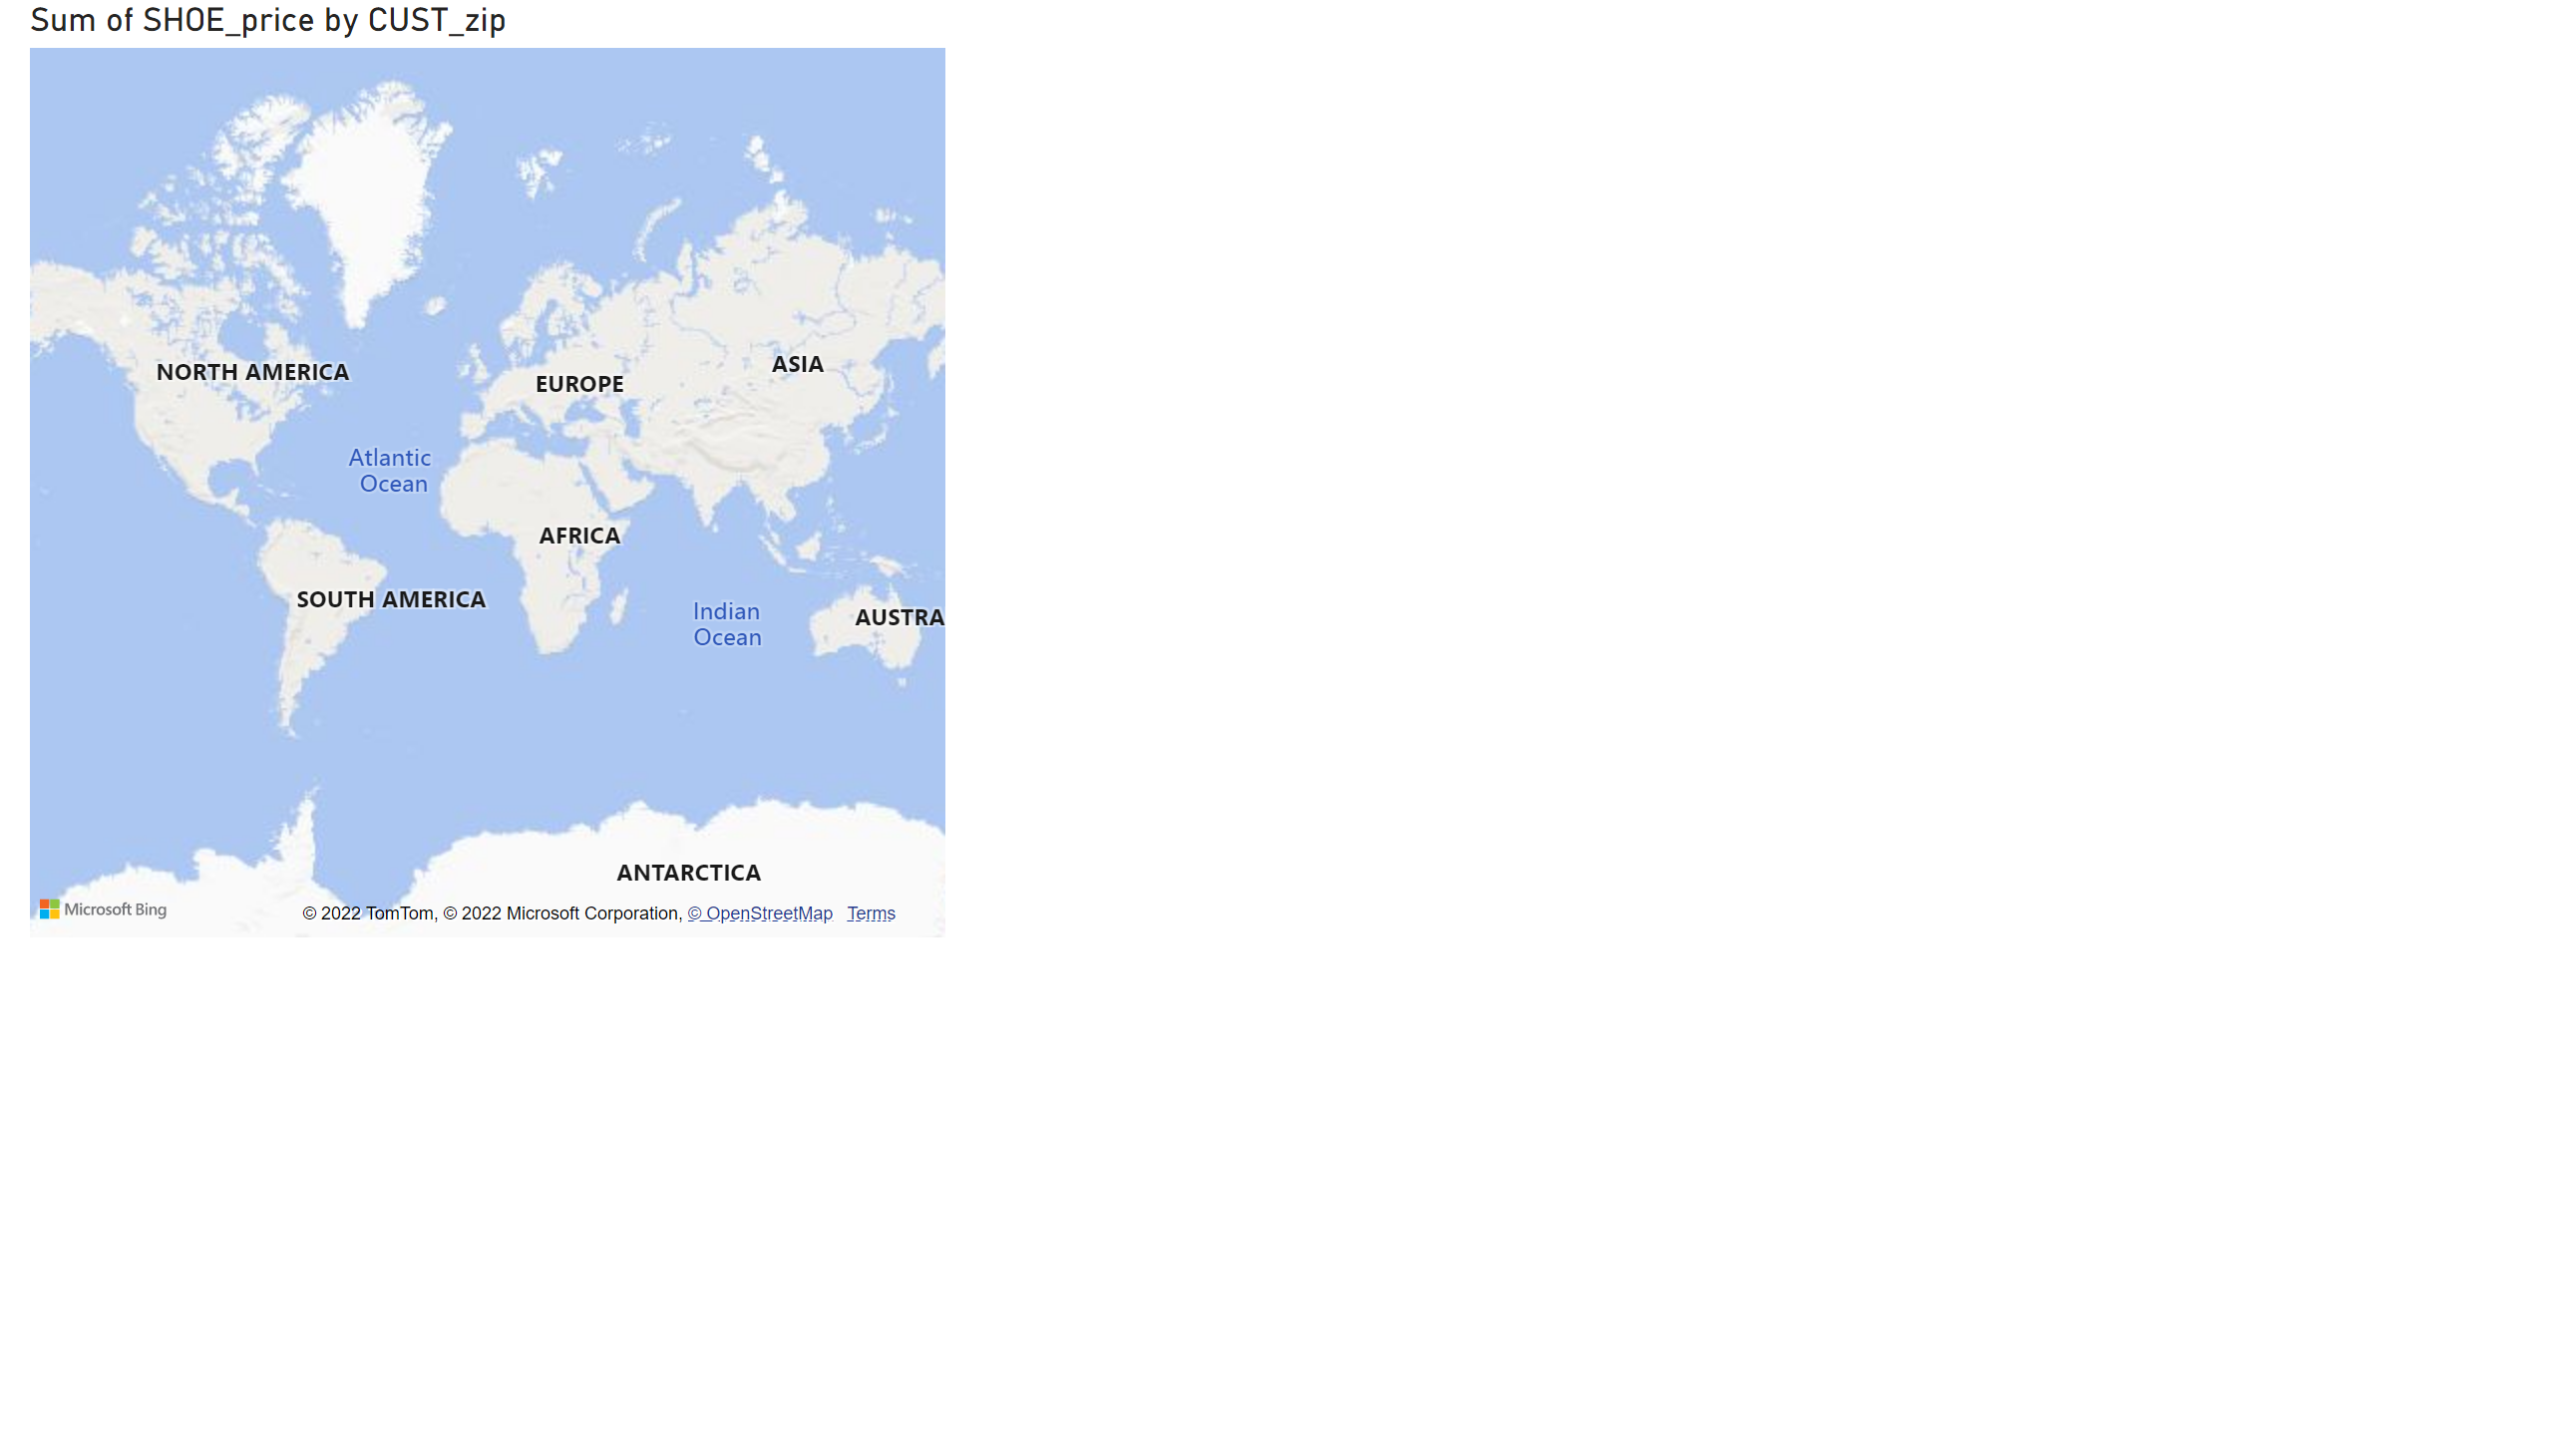 Sum of SHOE_price by CUST_zip
NORTH AMERICA
EUROPE
ASIA
Atlantic
Ocean
AFRICA
SOUTH AMERICA
Indian
Ocean
AUSTRA
ANTARCTICA
Microsoft Bing
© 2022 TomTom, © 2022 Microsoft Corporation, © OpenStreetMap Terms